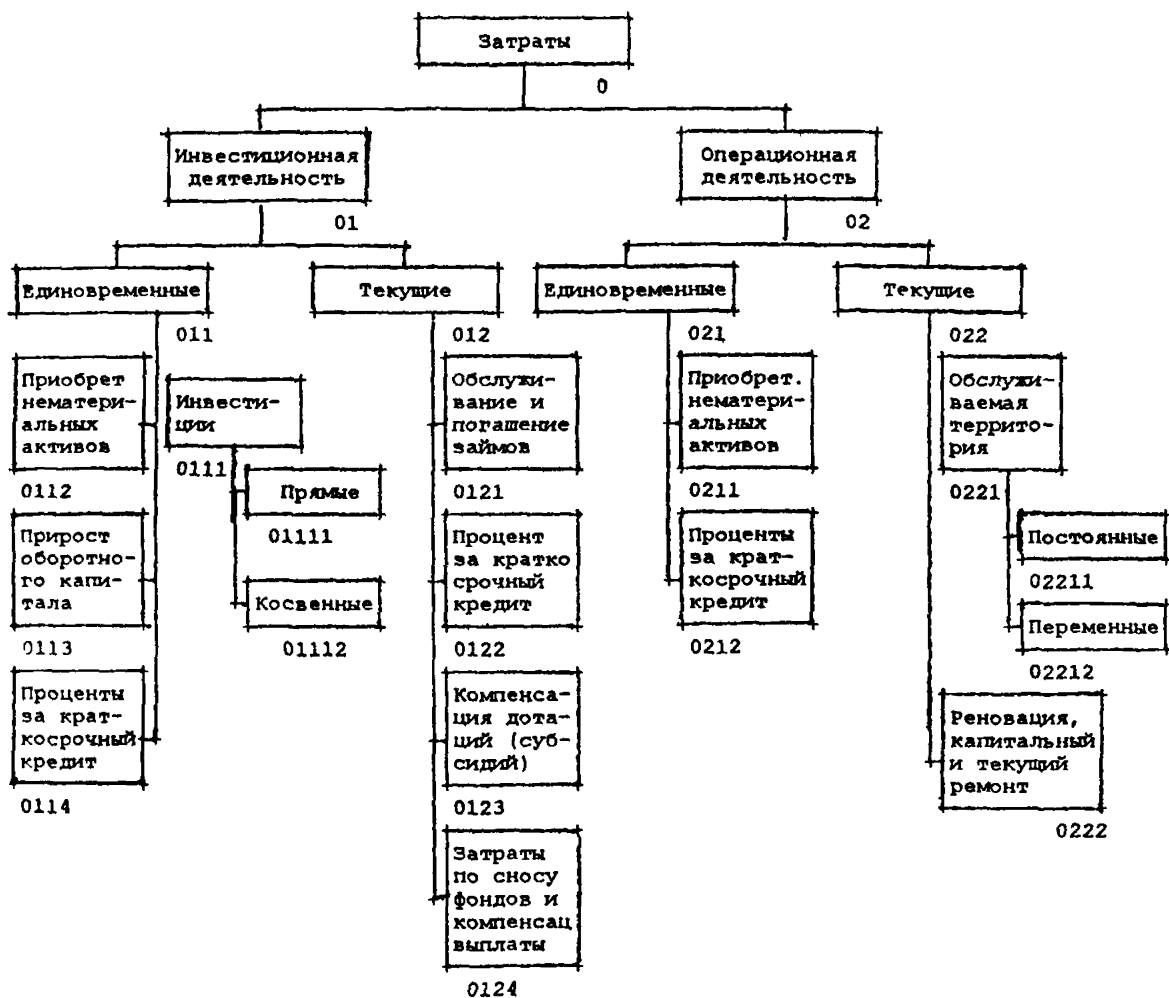 Затраты
0
Инвестиционная
деятельность
01
Операционная
деятельность
02
Единовременные
011
Текущие
012
Единовременные
021
Текущие
022
Приобрет
нематери-
альных
активов
0112
Инвести-
ции
0111
Прямые
01111
Косвенные
01112
Прирост
оборотно-
го капи-
тала
0113
Проценты
за крат-
косрочный
кредит
0114
Обслужи-
вание и
погашение
займов
0121
Процент
за кратко
срочный
кредит
0122
Компенса-
ция дота-
ций (суб-
сидий)
0123
Затраты
по сносу
фондов и
компенсац
выплаты
0124
Приобрет.
нематери-
альных
активов
0211
Проценты
за крат-
косрочный
кредит
0212
Обслужи-
ваемая
террито-
рия
0221
Постоянные
02211
Переменные
02212
Реновация,
капитальный
и текущий
ремонт
0222